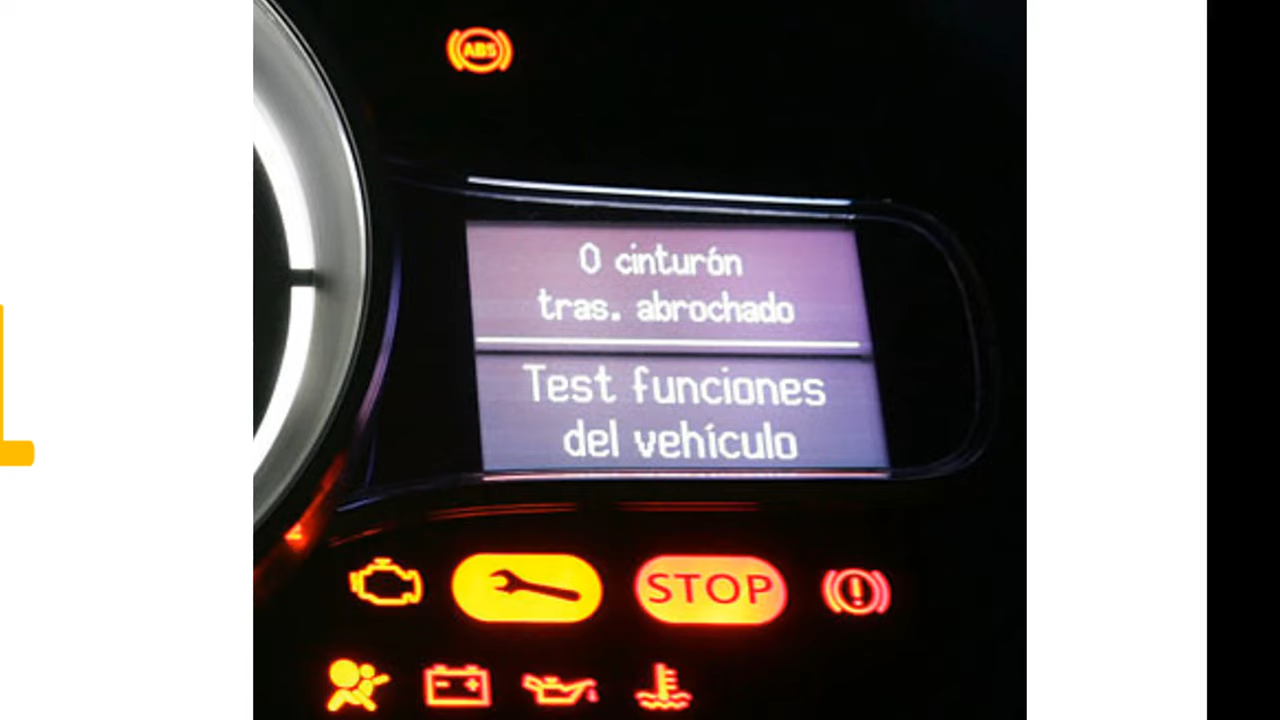 ABS
0 cinturón
tras. abrochado
Test funciones
del vehículo
STOP